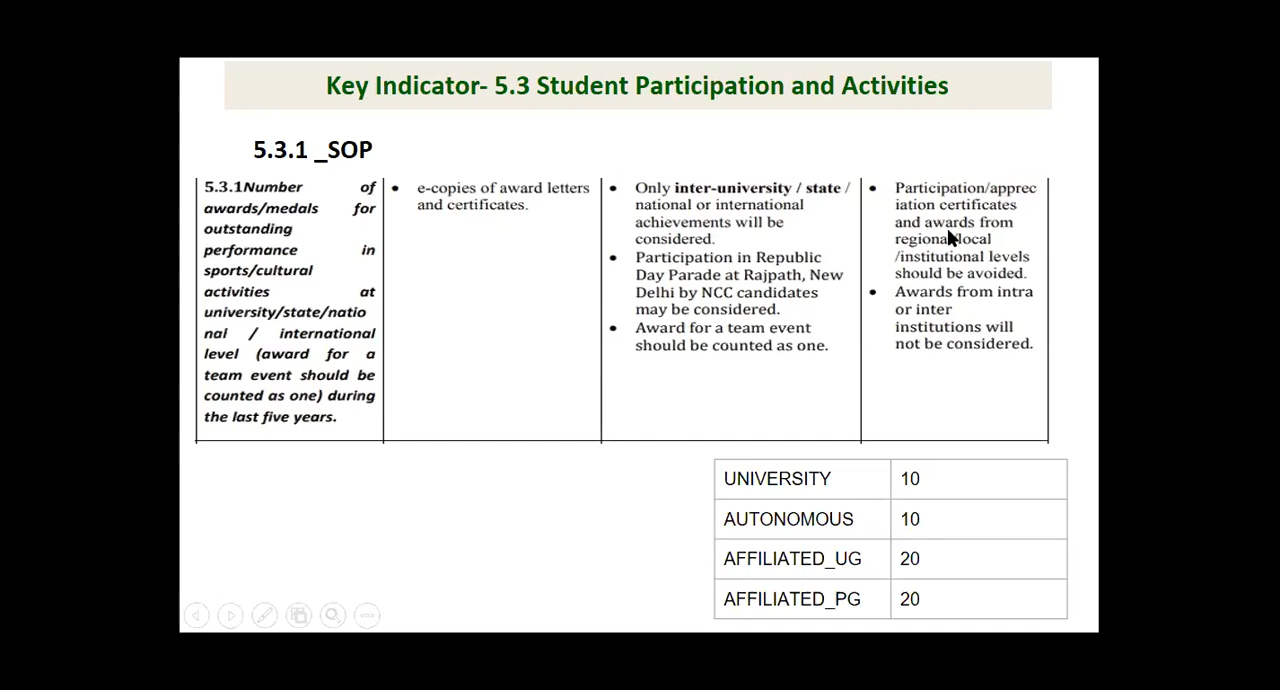 Key Indicator- 5.3 Student Participation and Activities
5.3.1 _SOP
5.3.1Number of
awards/medals for
outstanding
performance in
sports/cultural
activities at
university/state/natio
nal / international
level (award for a
team event should be
counted as one) during
the last five years.
• e-copies of award letters
and certificates.
• Only inter-university / state /
national or international
achievements will be
considered.
• Participation in Republic
Day Parade at Rajpath, New
Delhi by NCC candidates
may be considered.
• Award for a team event
should be counted as one.
• Participation/apprec
iation certificates
and awards from
regional/local
/institutional levels
should be avoided.
• Awards from intra
or inter
institutions will
not be considered.
UNIVERSITY 10
AUTONOMOUS 10
AFFILIATED_UG 20
AFFILIATED_PG 20